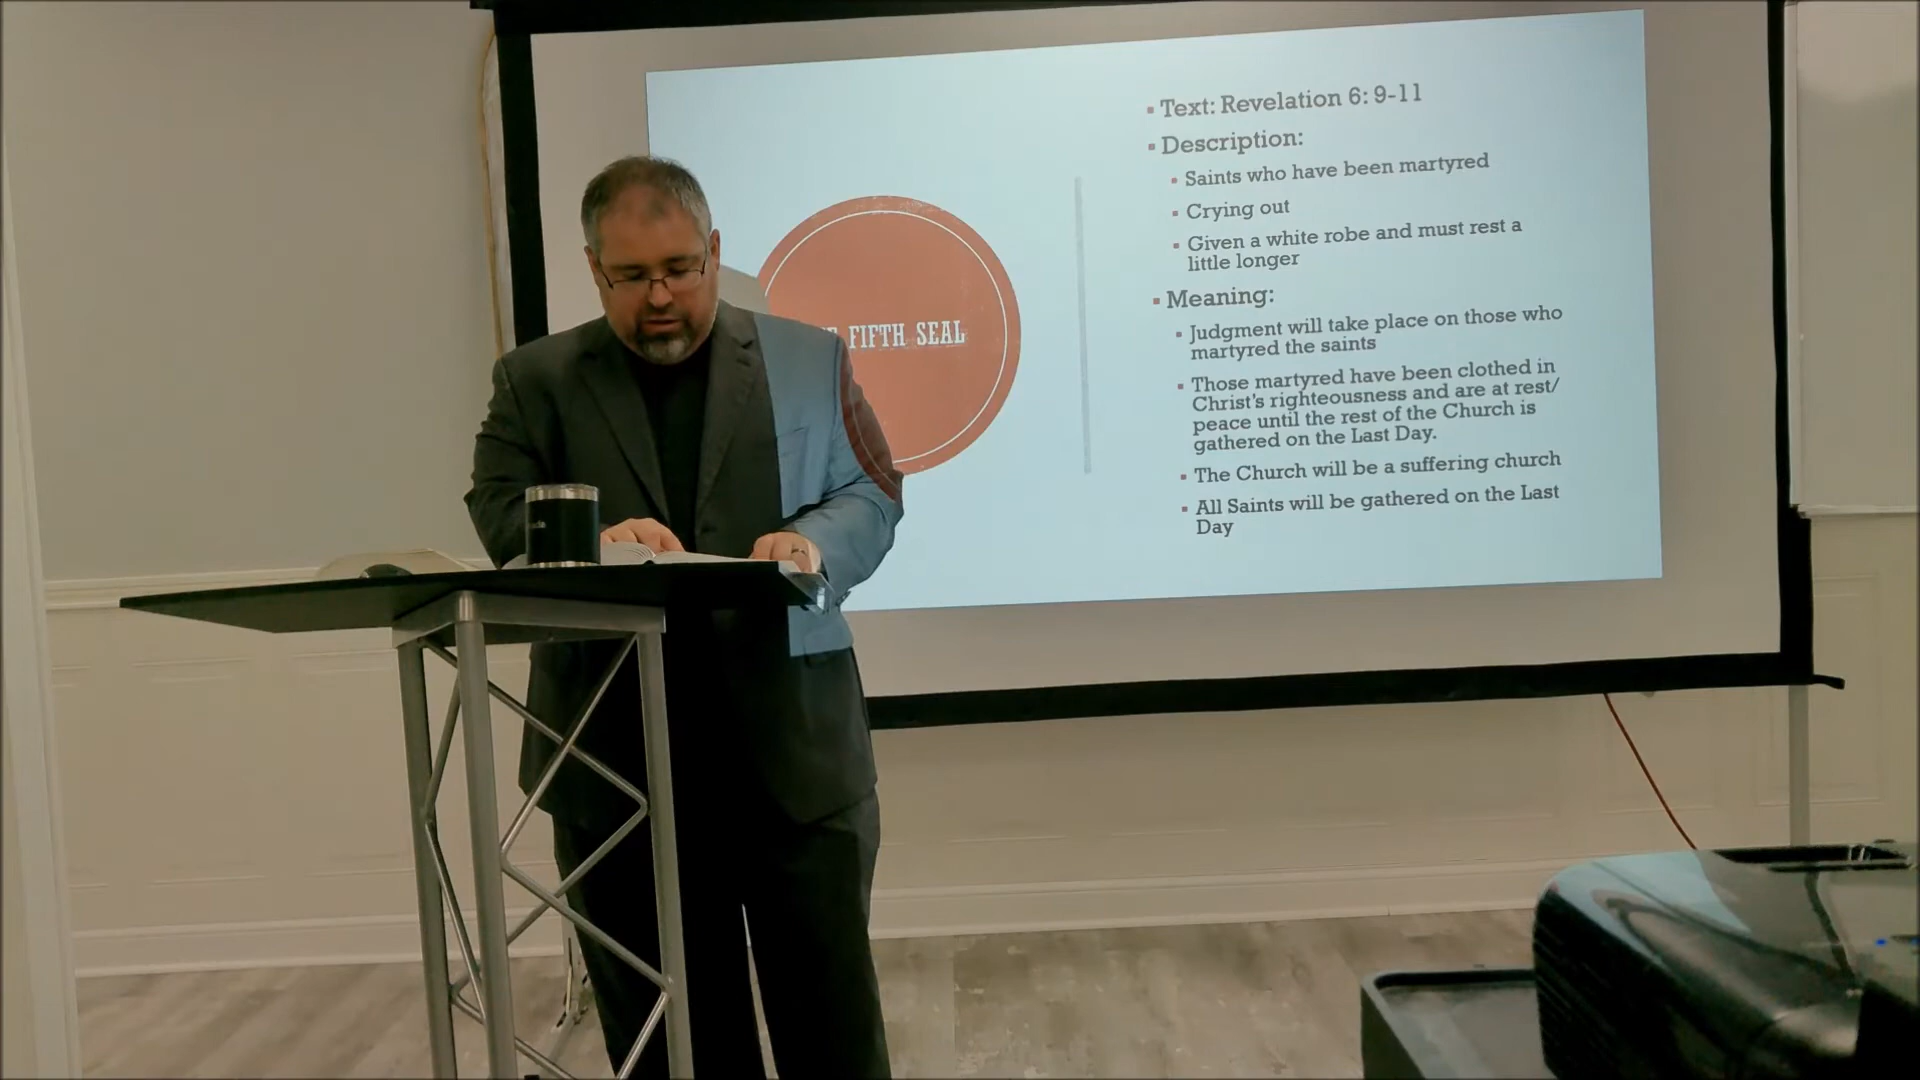 FIFTH SEAL
Text: Revelation 6: 9-11
Description:
Saints who have been martyred
Crying out
Given a white robe and must rest a
little longer
Meaning:
Judgment will take place on those who
martyred the saints
Those martyred have been clothed in
Christ's righteousness and are at rest/
peace until the rest of the Church is
gathered on the Last Day.
The Church will be a suffering church
All Saints will be gathered on the Last
Day